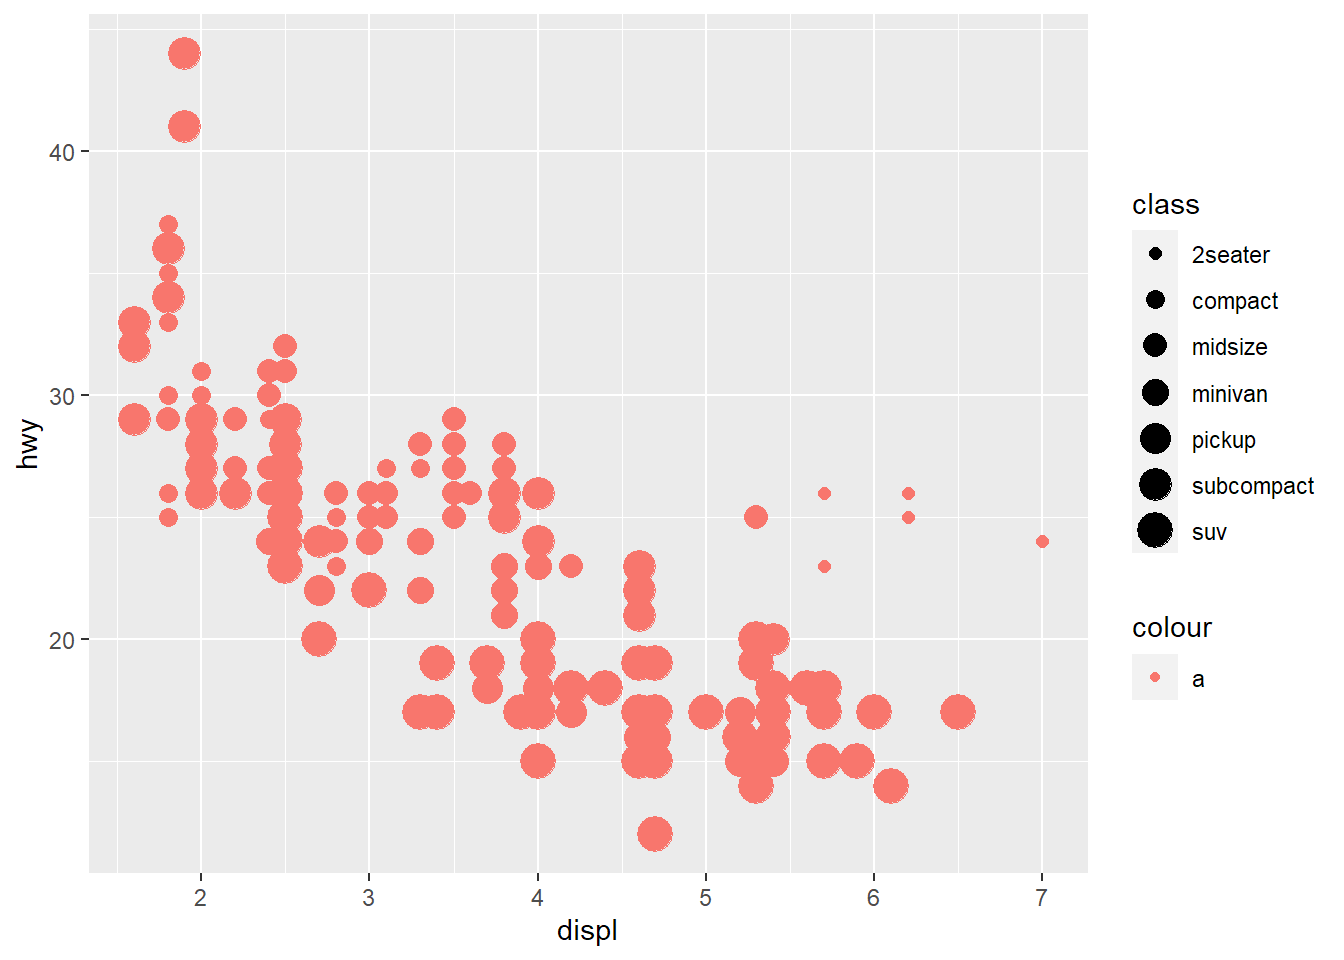 40
30
20
hwy
2 3 4 5 6 7
displ
class
2seater
compact
midsize
minivan
pickup
subcompact
suv
colour
a